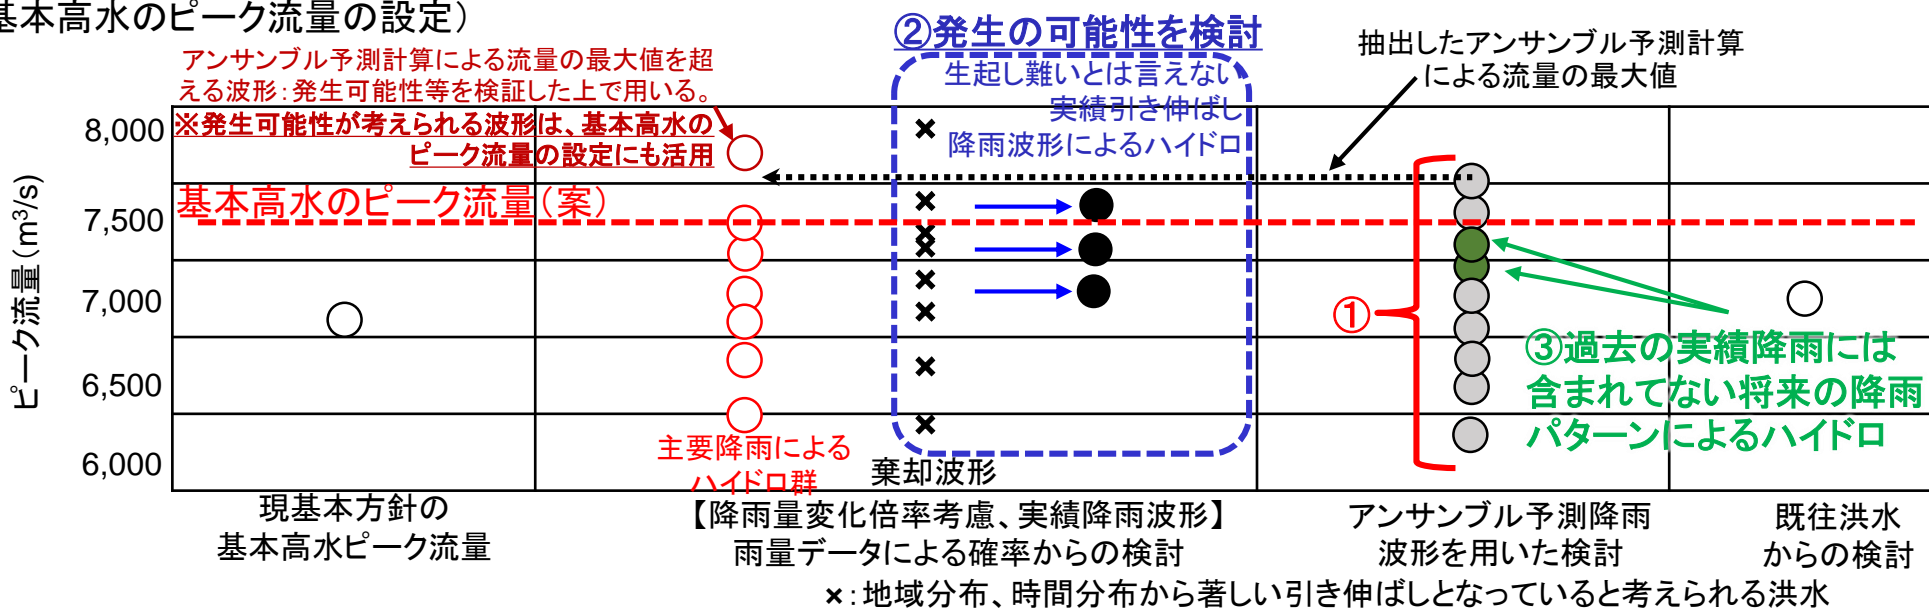 基本高水のピーク流量の設定）
②発生の可能性を検討
アンサンブル予測計算による流量の最大値を超
える波形：発生可能性等を検証した上で用いる。
※発生可能性が考えられる波形は、基本高水の
ピーク流量の設定にも活用
生起し難いとは言えない
実績引き伸ばし
降雨波形によるハイドロ
抽出したアンサンブル予測計算
による流量の最大値
基本高水のピーク流量（案）
ピーク流量（m³/s）
8,000
7,500
7,000
6,500
6,000
①
③過去の実績降雨には
含まれてない将来の降雨
パターンによるハイドロ
主要降雨による
ハイドロ群
棄却波形
現基本方針の
基本高水ピーク流量
【降雨量変化倍率考慮、実績降雨波形】
雨量データによる確率からの検討
アンサンブル予測降雨
波形を用いた検討
既往洪水
からの検討
×：地域分布、時間分布から著しい引き伸ばしとなっていると考えられる洪水